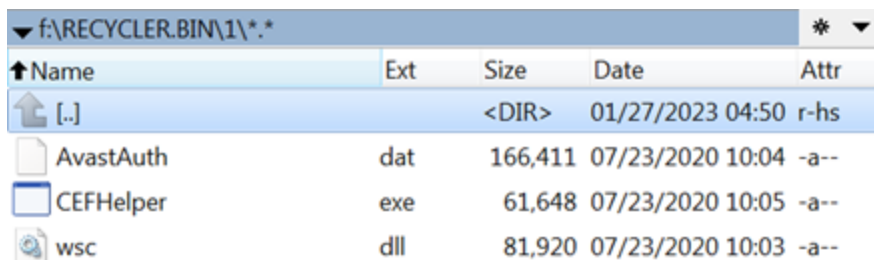 f:\RECYCLER.BIN\1\*.* * 
Name Ext Size Date Attr
[..] <DIR> 01/27/2023 04:50 r-hs
AvastAuth dat 166,411 07/23/2020 10:04 -a--
CEFHelper exe 61,648 07/23/2020 10:05 -a--
wsc dll 81,920 07/23/2020 10:03 -a--